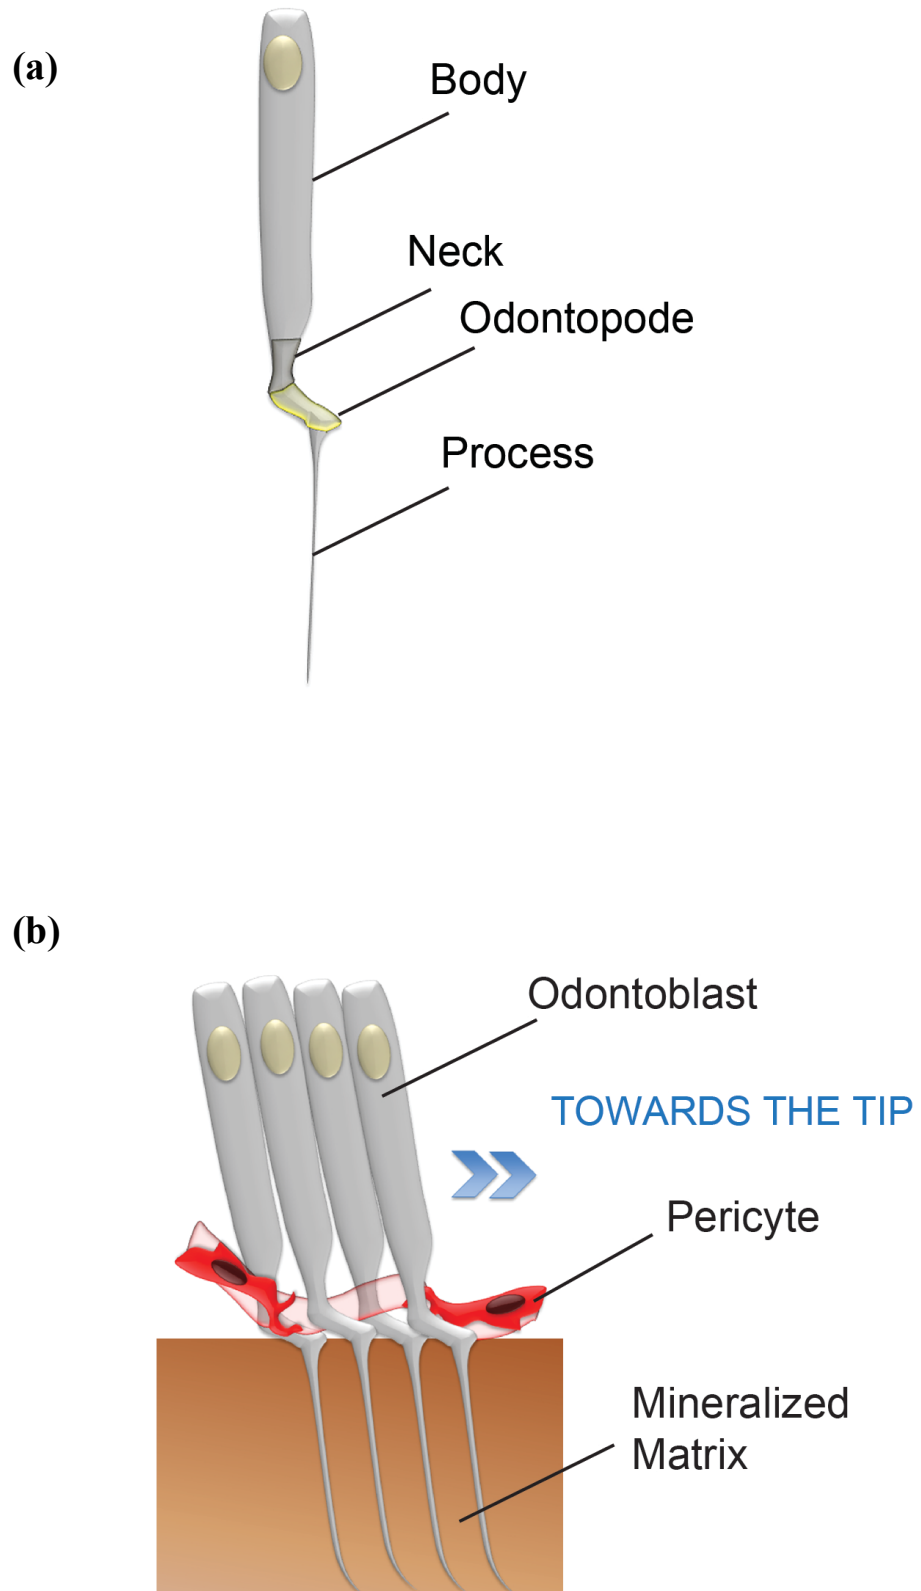 (a)
Body
Neck
Odontopode
Process
(b)
Odontoblast
TOWARDS THE TIP
Pericyte
Mineralized
Matrix